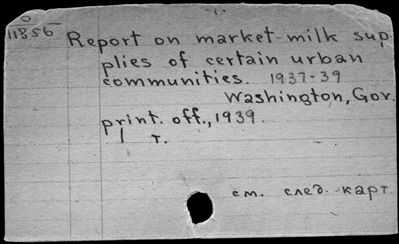 О
11856
Report on market milk sup
plies of certain urban
communities. 1937-39
Washington, Gov.
print. off., 1939.
1 т.
см. след. карт.